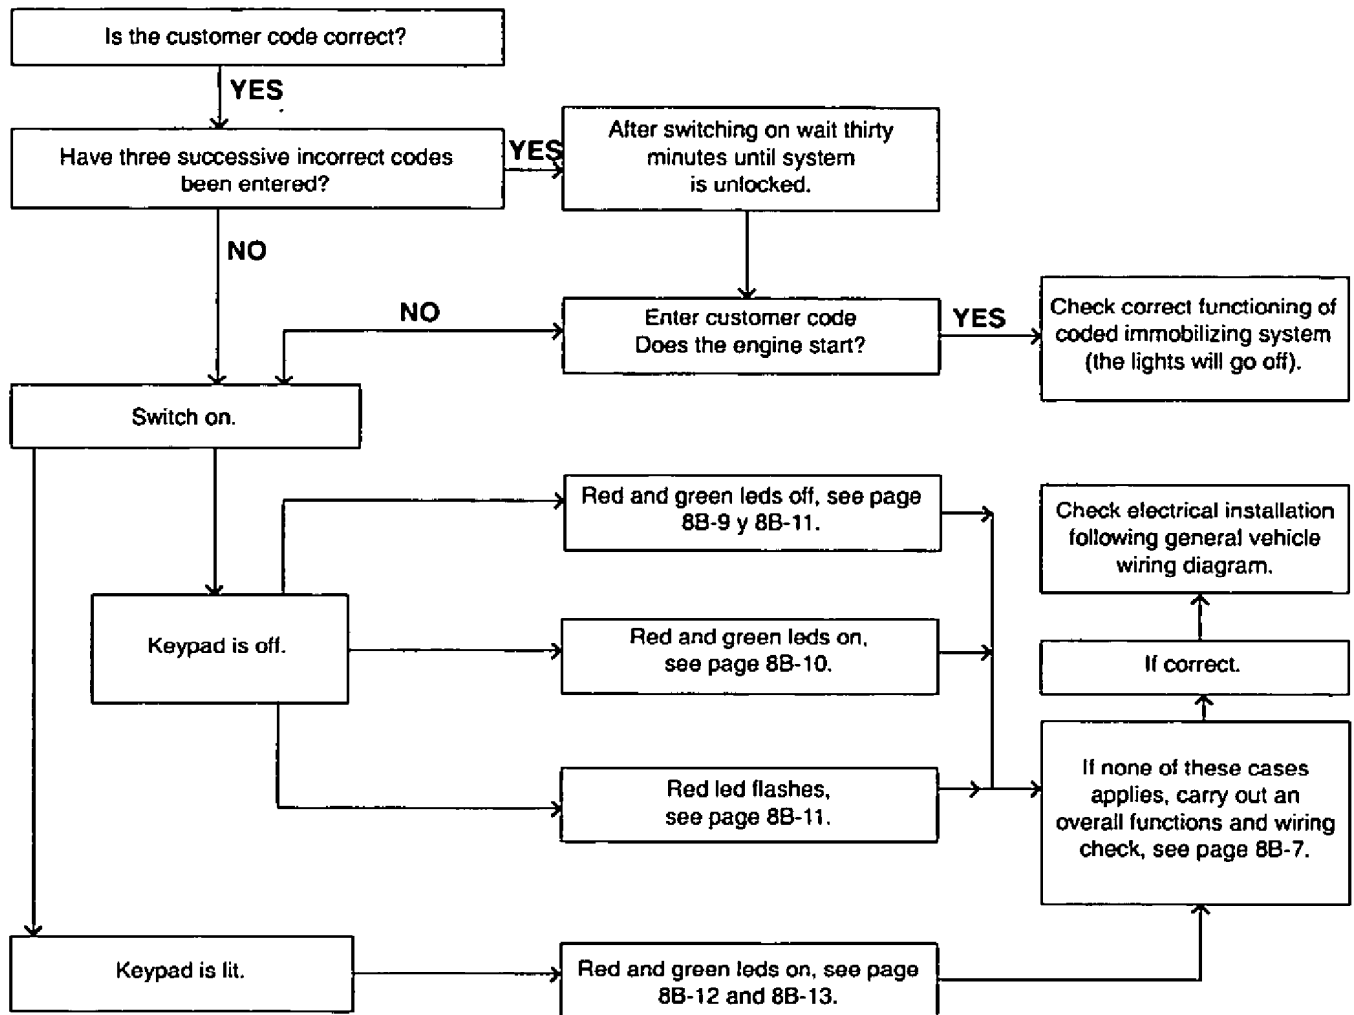 Is the customer code correct?
YES
Have three successive incorrect codes
been entered?
YES
After switching on wait thirty
minutes until system
is unlocked.
NO
NO
Enter customer code
Does the engine start?
YES
Check correct functioning of
coded immobilizing system
(the lights will go off).
Switch on.
Red and green leds off, see page
8B-9 y 8B-11.
Check electrical installation
following general vehicle
wiring diagram.
Keypad is off.
Red and green leds on,
see page 8B-10.
If correct.
Red led flashes,
see page 8B-11.
If none of these cases
applies, carry out an
overall functions and wiring
check, see page 8B-7.
Keypad is lit.
Red and green leds on, see page
8B-12 and 8B-13.